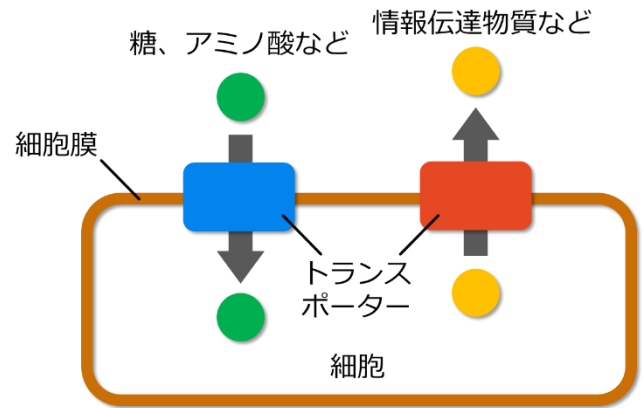 情報伝達物質など
糖、アミノ酸など
細胞膜
トランス
ポーター
細胞